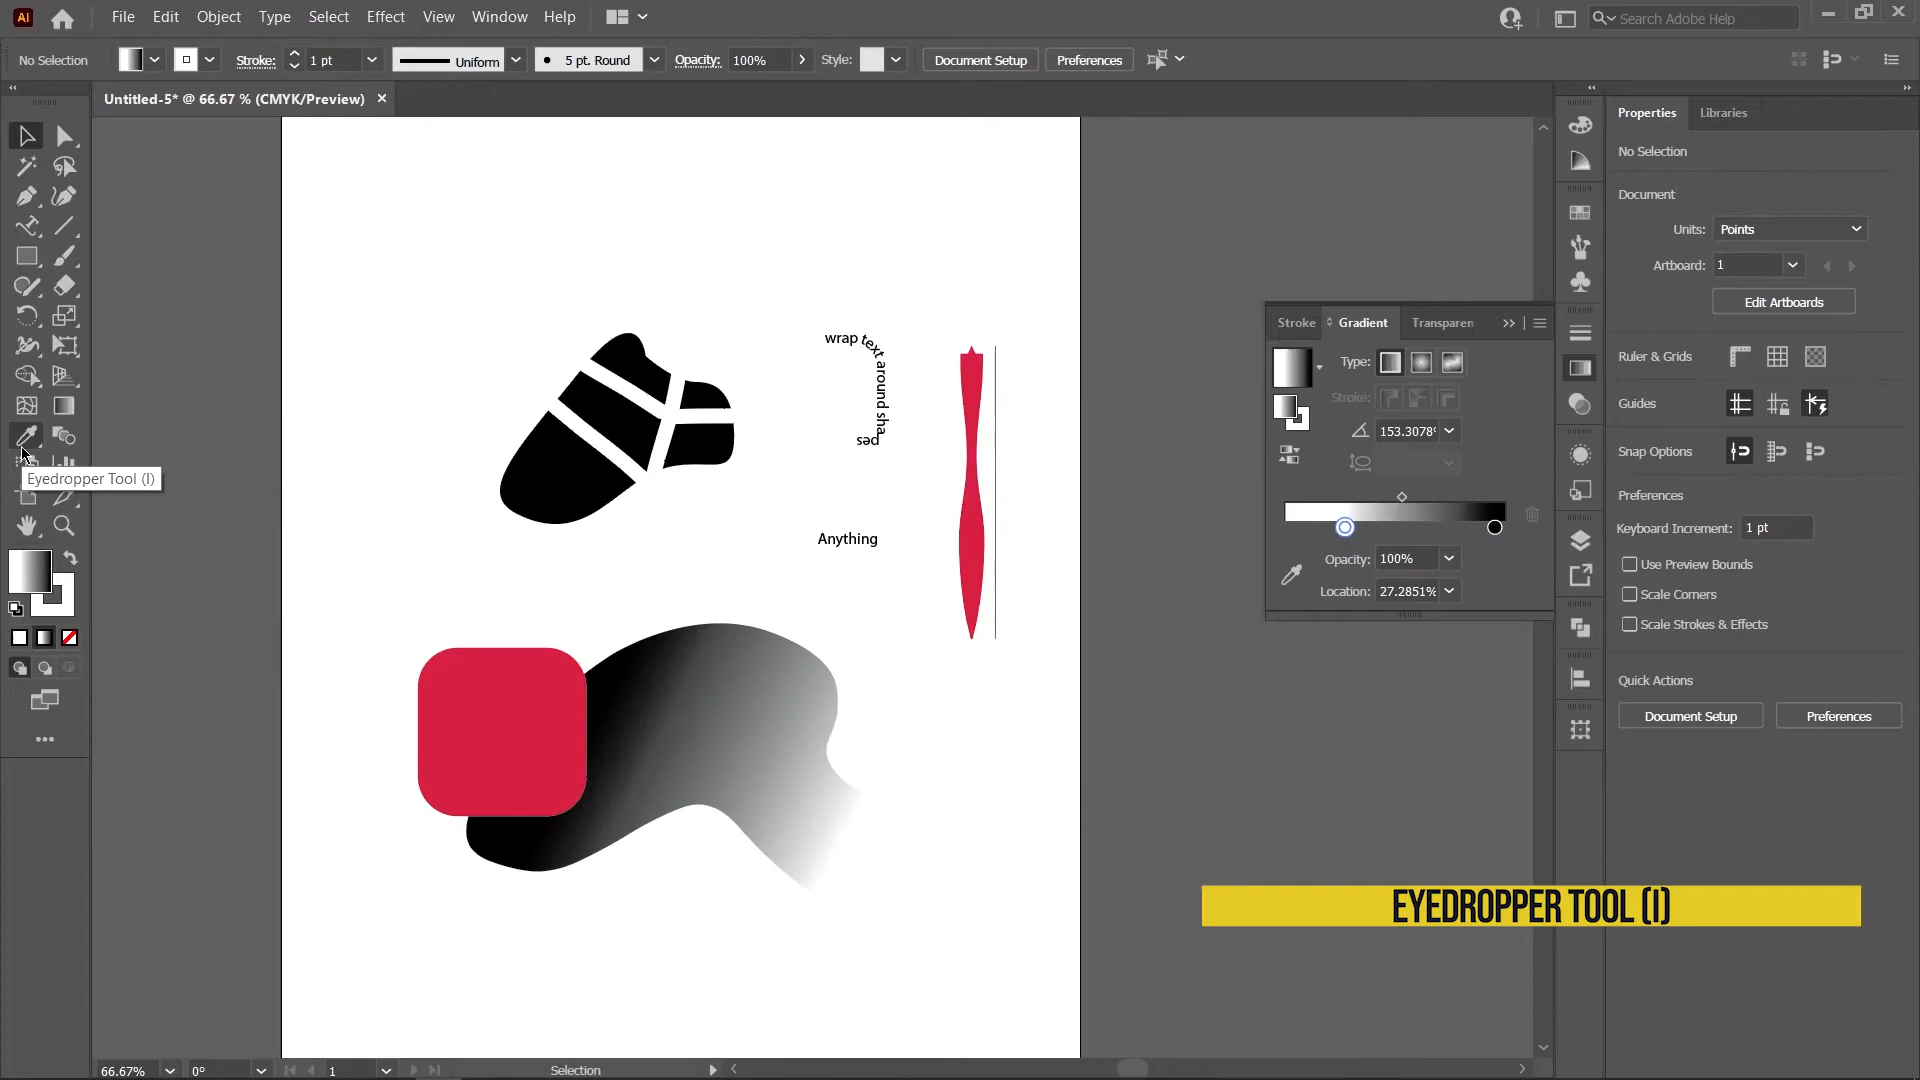 Ai File Edit Object Type Select Effect View Window Help Search Adobe Help
No Selection Stroke: 1 pt Uniform 5 pt. Round Opacity: 100% Style: Document Setup Preferences
Untitled-5* @ 66.67 % (CMYK/Preview)
Eyedropper Tool (I)
wrap text around sha
pes
Anything
Stroke Gradient Transparen
Type:
Stroke:
153.3078°
Opacity: 100%
Location: 27.2851%
Properties Libraries
No Selection
Document
Units: Points
Artboard: 1
Edit Artboards
Ruler & Grids
Guides
Snap Options
Preferences
Keyboard Increment: 1 pt
Use Preview Bounds
Scale Corners
Scale Strokes & Effects
Quick Actions
Document Setup Preferences
EYEDROPPER TOOL (I)
66.67% 0° 1 Selection